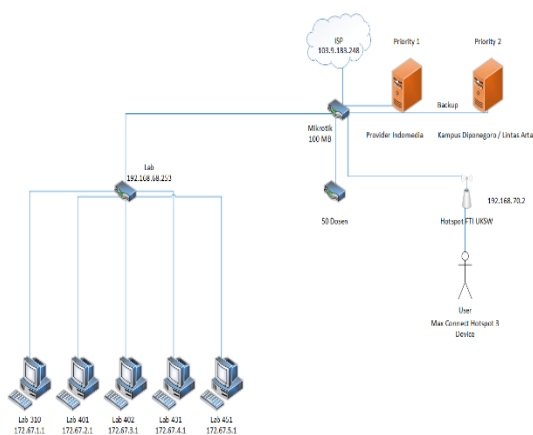 ISP
103.9.183.248
Priority 1
Priority 2
Mikrotik
100 MB
Backup
Provider Indomedia
Kampus Diponegoro / Lintas Arta
Lab
192.168.68.253
50 Dosen
192.168.70.2
Hotspot FTI UKSW
User
Max Connect Hotspot 3
Device
Lab 310
172.67.1.1
Lab 401
172.67.2.1
Lab 402
172.67.3.1
Lab 431
172.67.4.1
Lab 451
172.67.5.1